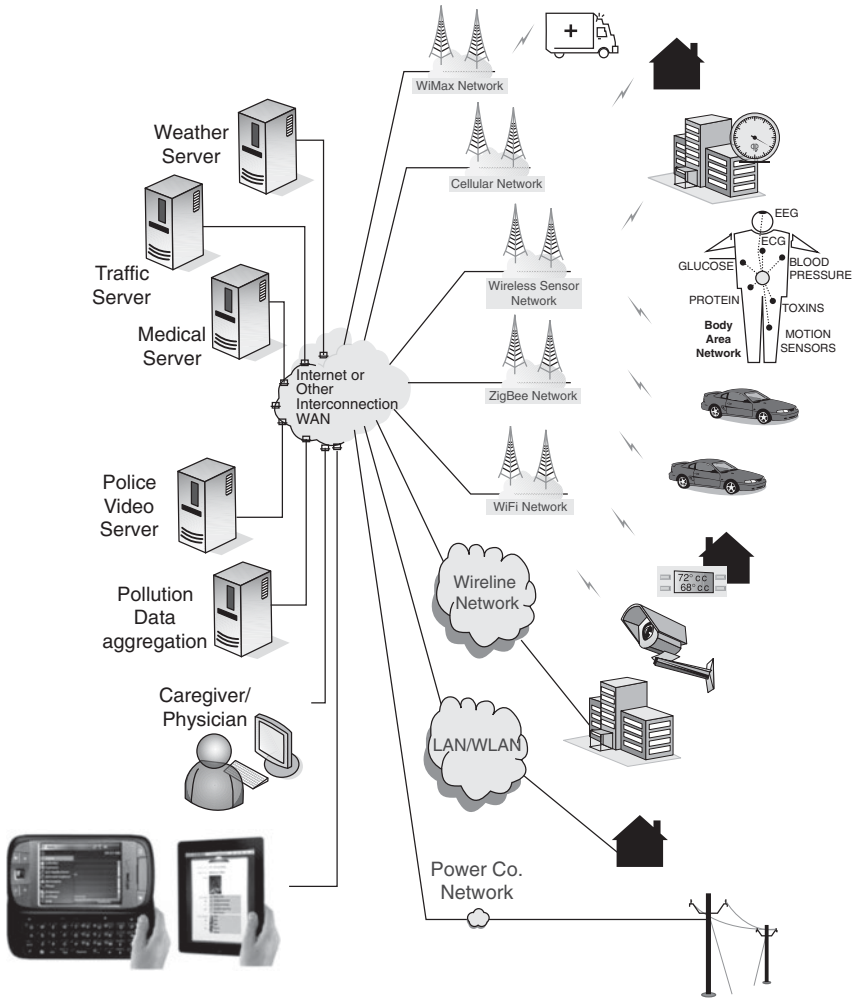 WiMax Network
Weather
Server
Cellular Network
Traffic
Server
Wireless Sensor
Network
Medical
Server
EEG
ECG
GLUCOSE
BLOOD
PRESSURE
PROTEIN
TOXINS
Body
Area
Network
MOTION
SENSORS
Internet or
Other
Interconnection
WAN
ZigBee Network
WiFi Network
Police
Video
Server
Wireline
Network
72° c c
68° c c
Pollution
Data
aggregation
Caregiver/
Physician
LAN/WLAN
Power Co.
Network